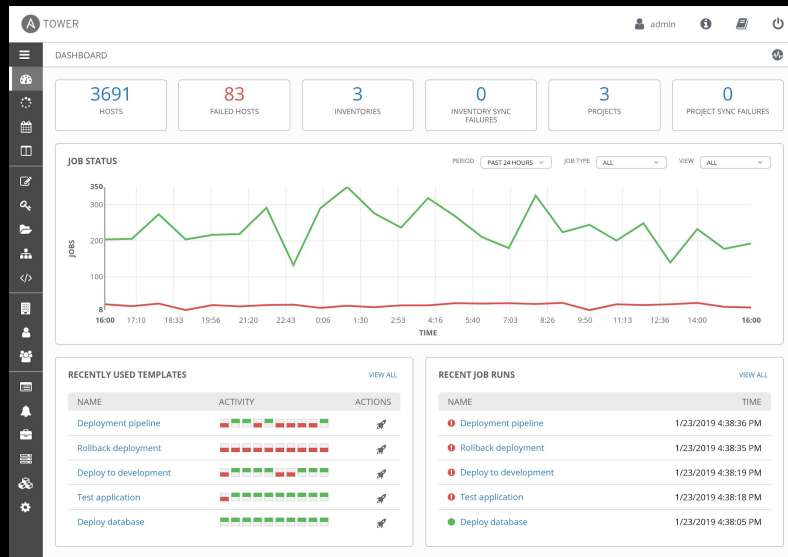 A TOWER admin
DASHBOARD
3691 83 3 0 3 0
HOSTS FAILED HOSTS INVENTORIES INVENTORY SYNC FAILURES PROJECTS PROJECT SYNC FAILURES
JOB STATUS PERIOD PAST 24 HOURS JOB TYPE ALL VIEW ALL
350
300
200
100
8
JOBS
16:00 17:10 18:33 19:56 21:20 22:43 0:06 1:30 2:53 4:16 5:40 7:03 8:26 9:50 11:13 12:36 14:00 16:00
TIME
RECENTLY USED TEMPLATES VIEW ALL
NAME ACTIVITY ACTIONS
Deployment pipeline
Rollback deployment
Deploy to development
Test application
Deploy database
RECENT JOB RUNS VIEW ALL
NAME TIME
Deployment pipeline 1/23/2019 4:38:36 PM
Rollback deployment 1/23/2019 4:38:35 PM
Deploy to development 1/23/2019 4:38:19 PM
Test application 1/23/2019 4:38:18 PM
Deploy database 1/23/2019 4:38:05 PM